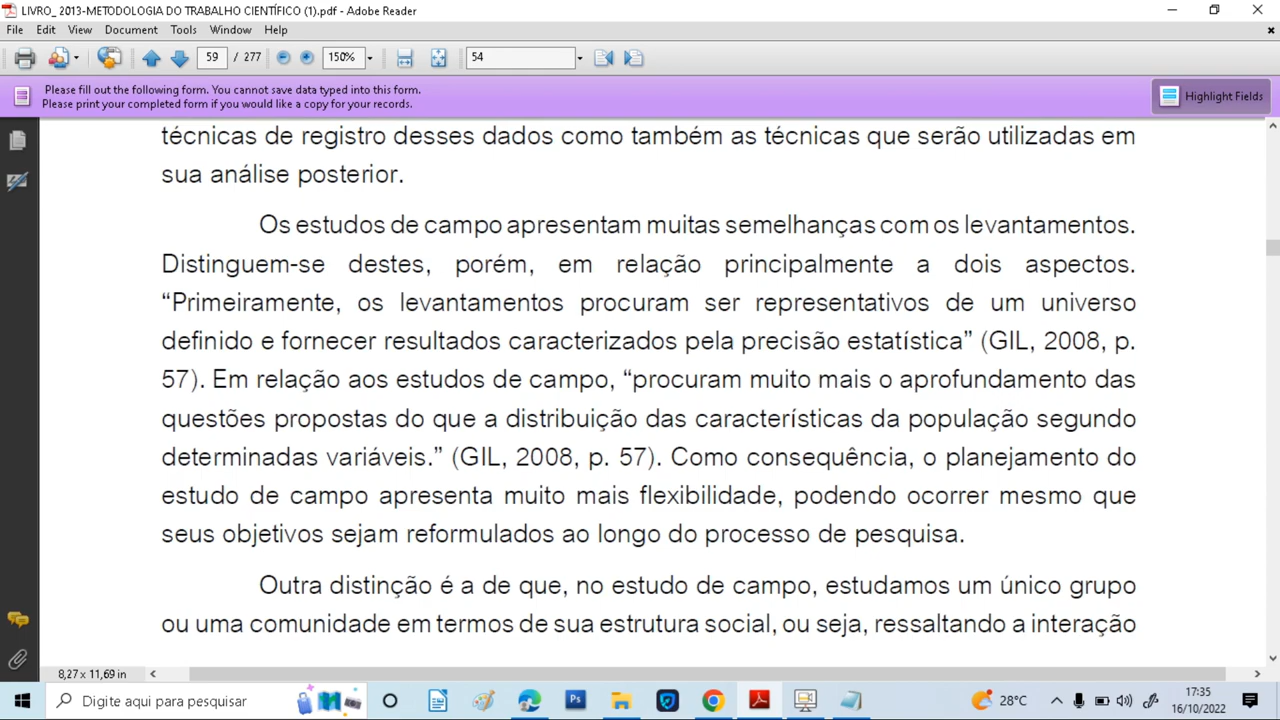 LIVRO_ 2013-METODOLOGIA DO TRABALHO CIENTÍFICO (1).pdf - Adobe Reader
File Edit View Document Tools Window Help
59 / 277 150% 54
Please fill out the following form. You cannot save data typed into this form.
Please print your completed form if you would like a copy for your records.
Highlight Fields
técnicas de registro desses dados como também as técnicas que serão utilizadas em
sua análise posterior.
Os estudos de campo apresentam muitas semelhanças com os levantamentos.
Distinguem-se destes, porém, em relação principalmente a dois aspectos.
“Primeiramente, os levantamentos procuram ser representativos de um universo
definido e fornecer resultados caracterizados pela precisão estatística” (GIL, 2008, p.
57). Em relação aos estudos de campo, “procuram muito mais o aprofundamento das
questões propostas do que a distribuição das características da população segundo
determinadas variáveis.” (GIL, 2008, p. 57). Como consequência, o planejamento do
estudo de campo apresenta muito mais flexibilidade, podendo ocorrer mesmo que
seus objetivos sejam reformulados ao longo do processo de pesquisa.
Outra distinção é a de que, no estudo de campo, estudamos um único grupo
ou uma comunidade em termos de sua estrutura social, ou seja, ressaltando a interação
8,27 x 11,69 in
Digite aqui para pesquisar
Ps
28°C
17:35
16/10/2022